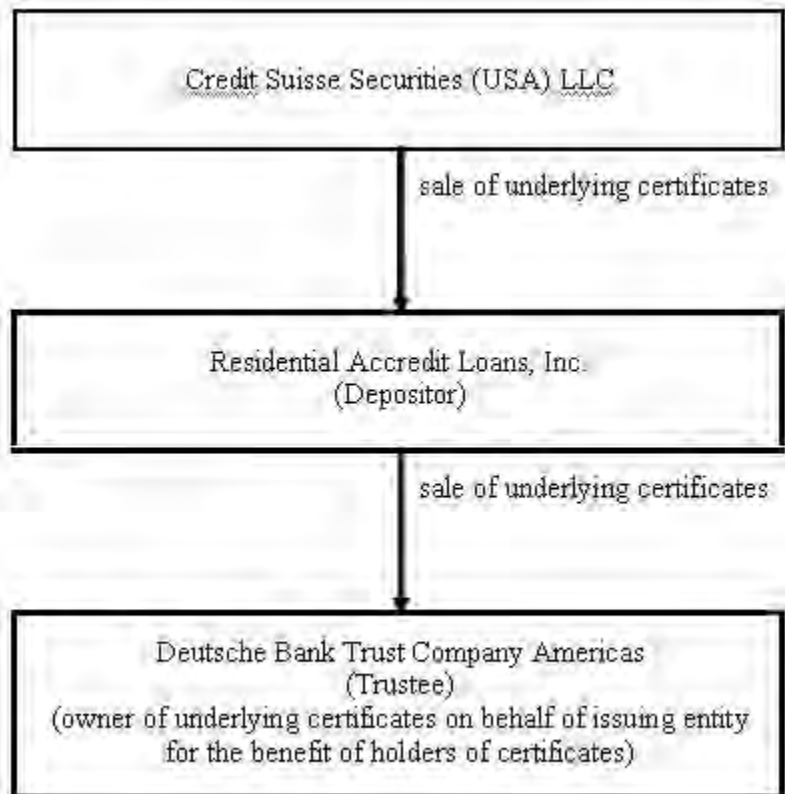 Credit Suisse Securities (USA) LLC
sale of underlying certificates
Residential Accredit Loans, Inc.
(Depositor)
sale of underlying certificates
Deutsche Bank Trust Company Americas
(Trustee)
(owner of underlying certificates on behalf of issuing entity
for the benefit of holders of certificates)